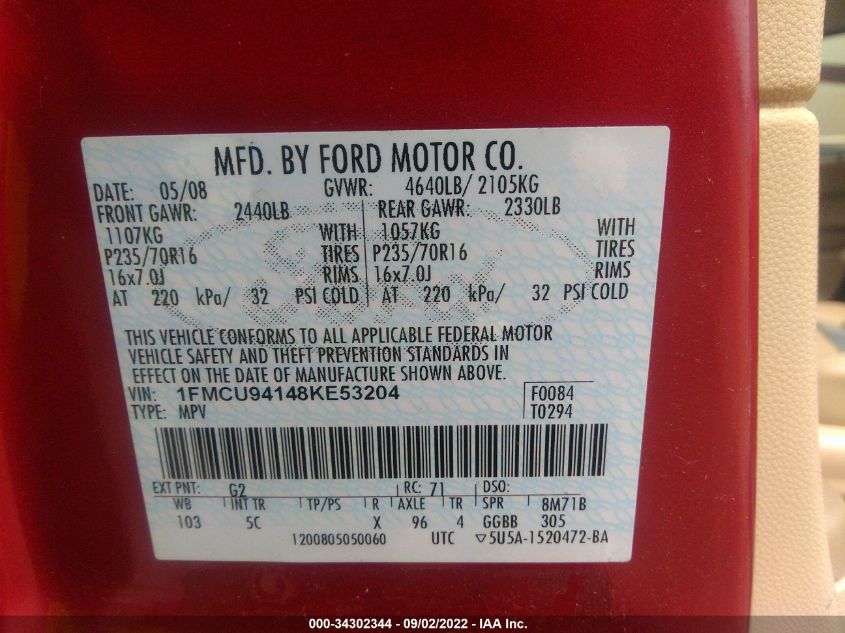 MFD. BY FORD MOTOR CO.
DATE: 05/08 GVWR: 4640LB/ 2105KG
FRONT GAWR: 2440LB REAR GAWR: 2330LB
1107KG WITH 1057KG WITH
P235/70R16 TIRES P235/70R16 TIRES
16x7.0J RIMS 16x7.0J RIMS
AT 220 kPa/ 32 PSI COLD AT 220 kPa/ 32 PSI COLD
THIS VEHICLE CONFORMS TO ALL APPLICABLE FEDERAL MOTOR
VEHICLE SAFETY AND THEFT PREVENTION STANDARDS IN
EFFECT ON THE DATE OF MANUFACTURE SHOWN ABOVE.
VIN: 1FMCU94148KE53204 F0084
TYPE: MPV T0294
EXT PNT: G2 RC: 71 DSO:
WB INT TR TP/PS R AXLE TR SPR 8M71B
103 5C X 96 4 GGBB 305
1200805050060 UTC ▽5U5A-1520472-BA
000-34302344 - 09/02/2022 - IAA Inc.